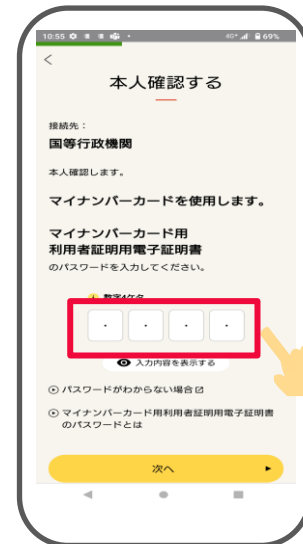 10:55
4G+ 69%
本人確認する
接続先：
国等行政機関
本人確認します。
マイナンバーカードを使用します。
マイナンバーカード用
利用者証明用電子証明書
のパスワードを入力してください。
数字4ケタ
入力内容を表示する
パスワードがわからない場合
マイナンバーカード用利用者証明用電子証明書
のパスワードとは
次へ